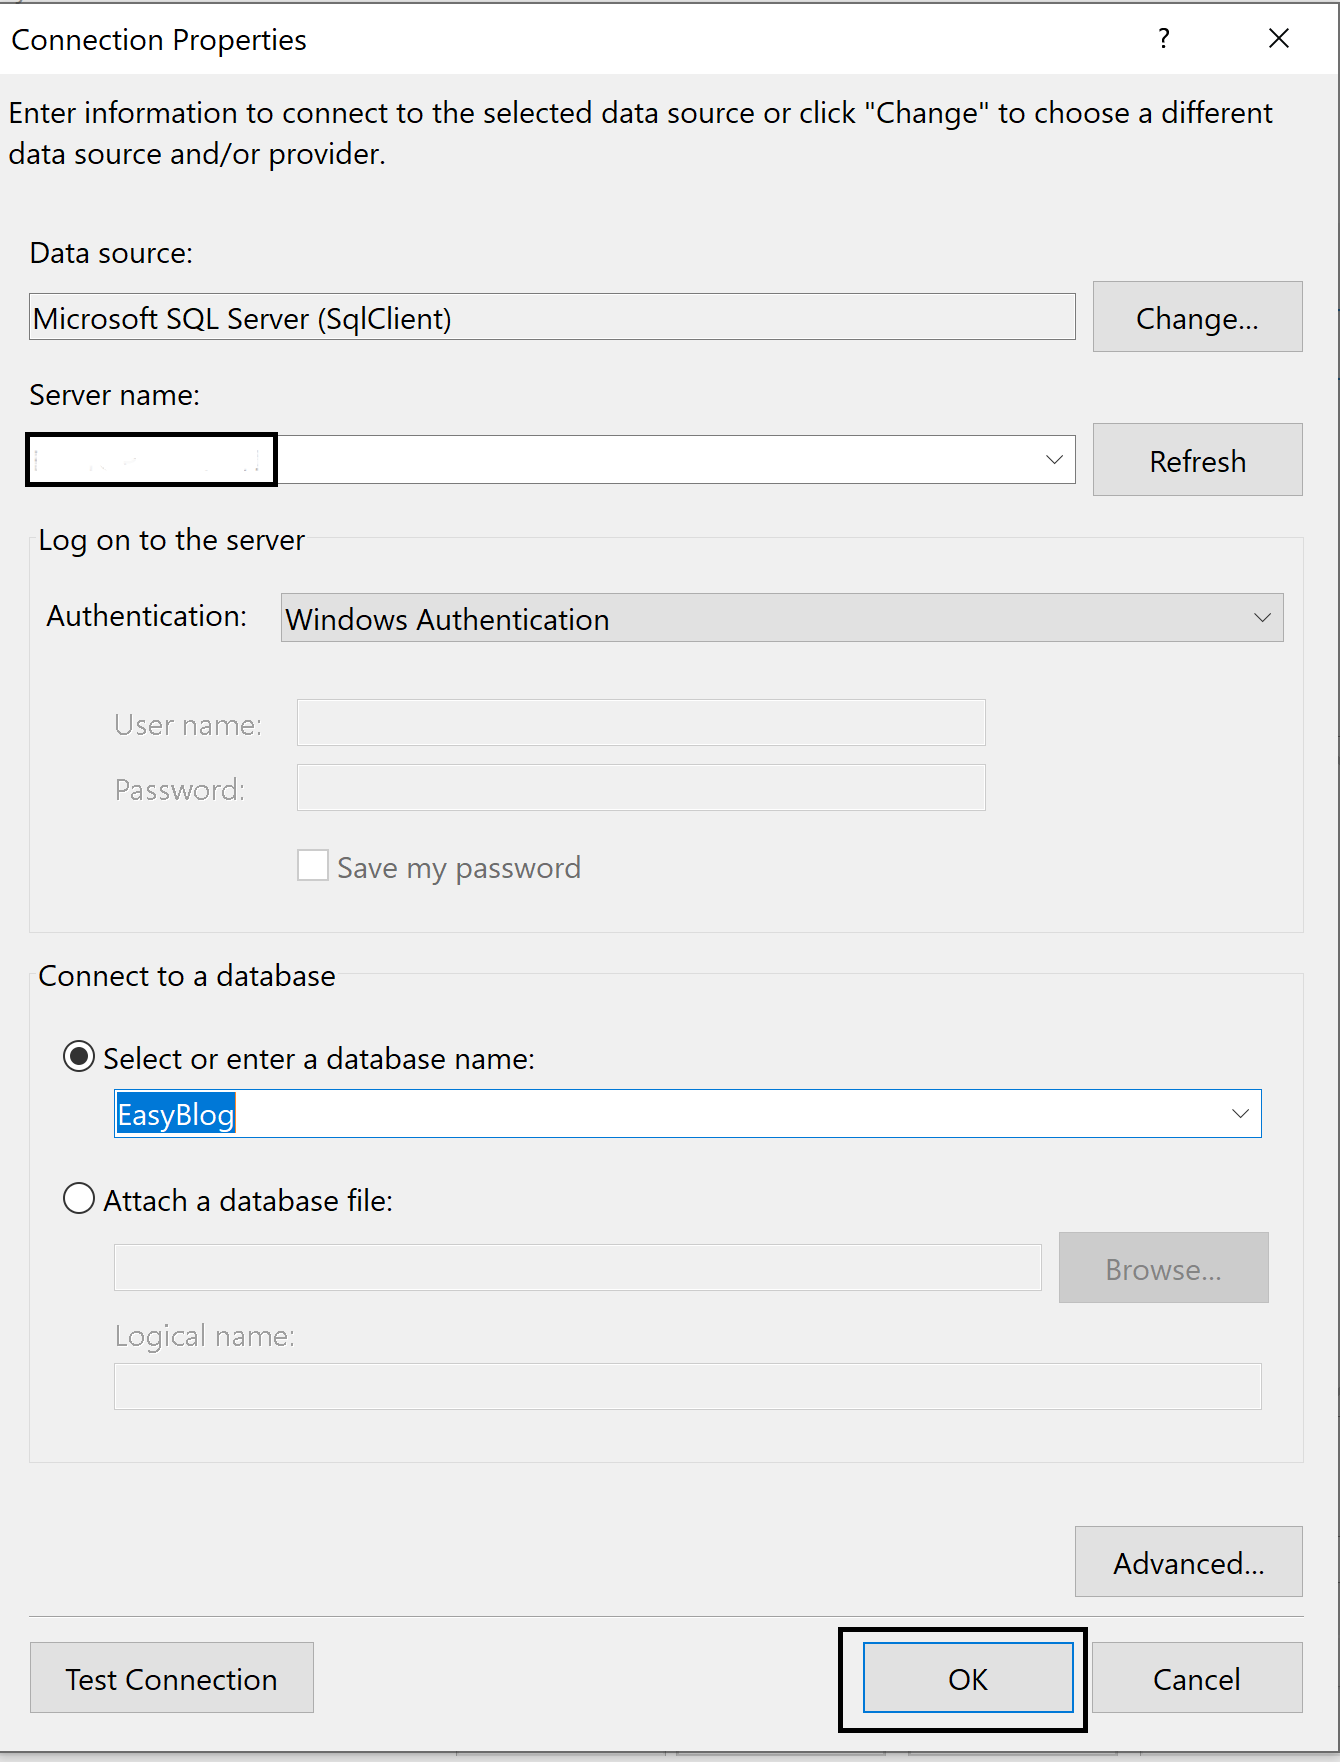 Connection Properties
?
Enter information to connect to the selected data source or click "Change" to choose a different
data source and/or provider.
Data source:
Microsoft SQL Server (SqlClient)
Change...
Server name:
Refresh
Log on to the server
Authentication:
Windows Authentication
User name:
Password:
Save my password
Connect to a database
Select or enter a database name:
EasyBlog
Attach a database file:
Browse...
Logical name:
Advanced...
Test Connection
OK
Cancel